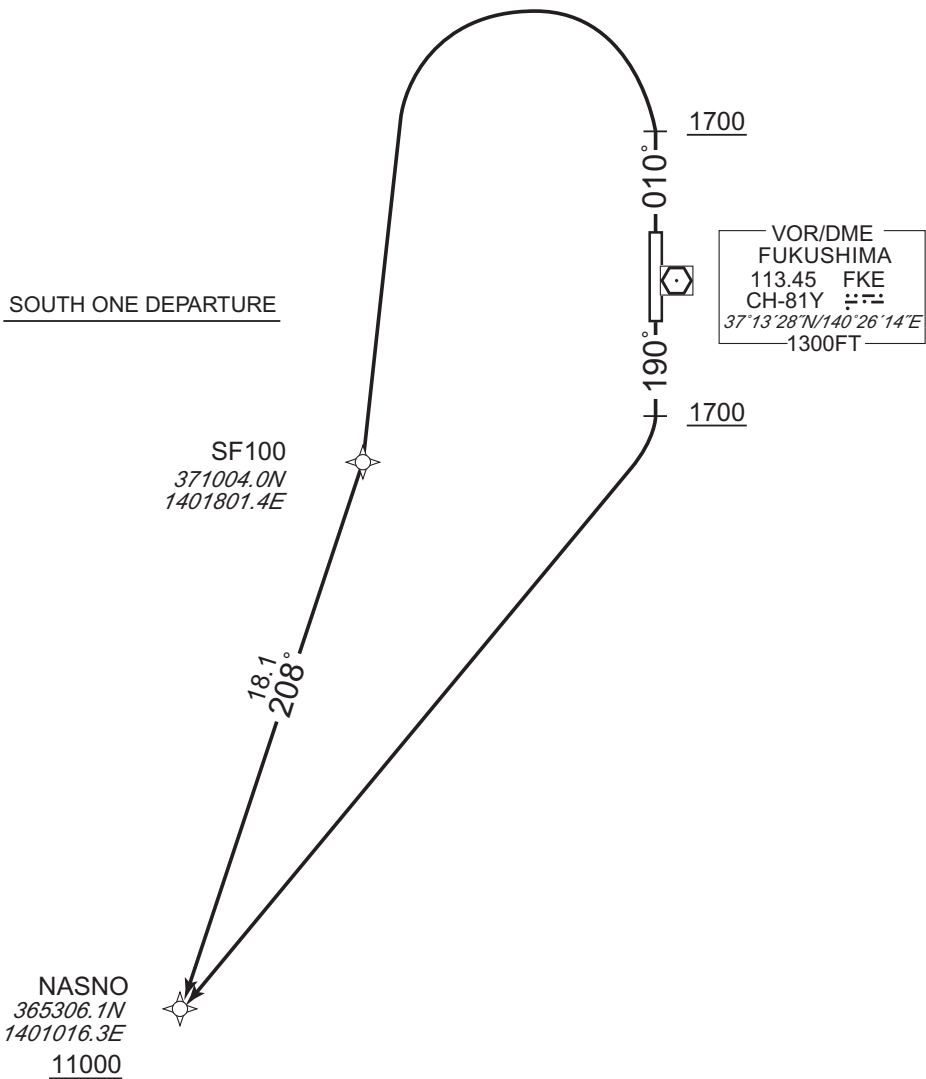 1700
010°
VOR/DME
FUKUSHIMA
113.45 FKE
CH-81Y
37°13′28″N/140°26′14″E
1300FT
SOUTH ONE DEPARTURE
190°
1700
SF100
371004.0N
1401801.4E
18.1
208°
NASNO
365306.1N
1401016.3E
11000